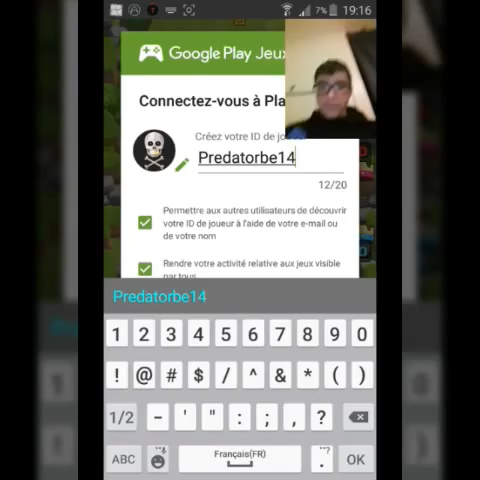 7% 19:16
Google Play Jeux
Connectez-vous à Pla
Créez votre ID de
Predatorbe14
12/20
Permettre aux autres utilisateurs de découvrir
votre ID de joueur à l'aide de votre e-mail ou
de votre nom
Rendre votre activité relative aux jeux visible
par tous
Predatorbe14
1 2 3 4 5 6 7 8 9 0
! @ # $ / ^ & * ( )
1/2 - ' " : ; , ?
ABC Français(FR) . OK